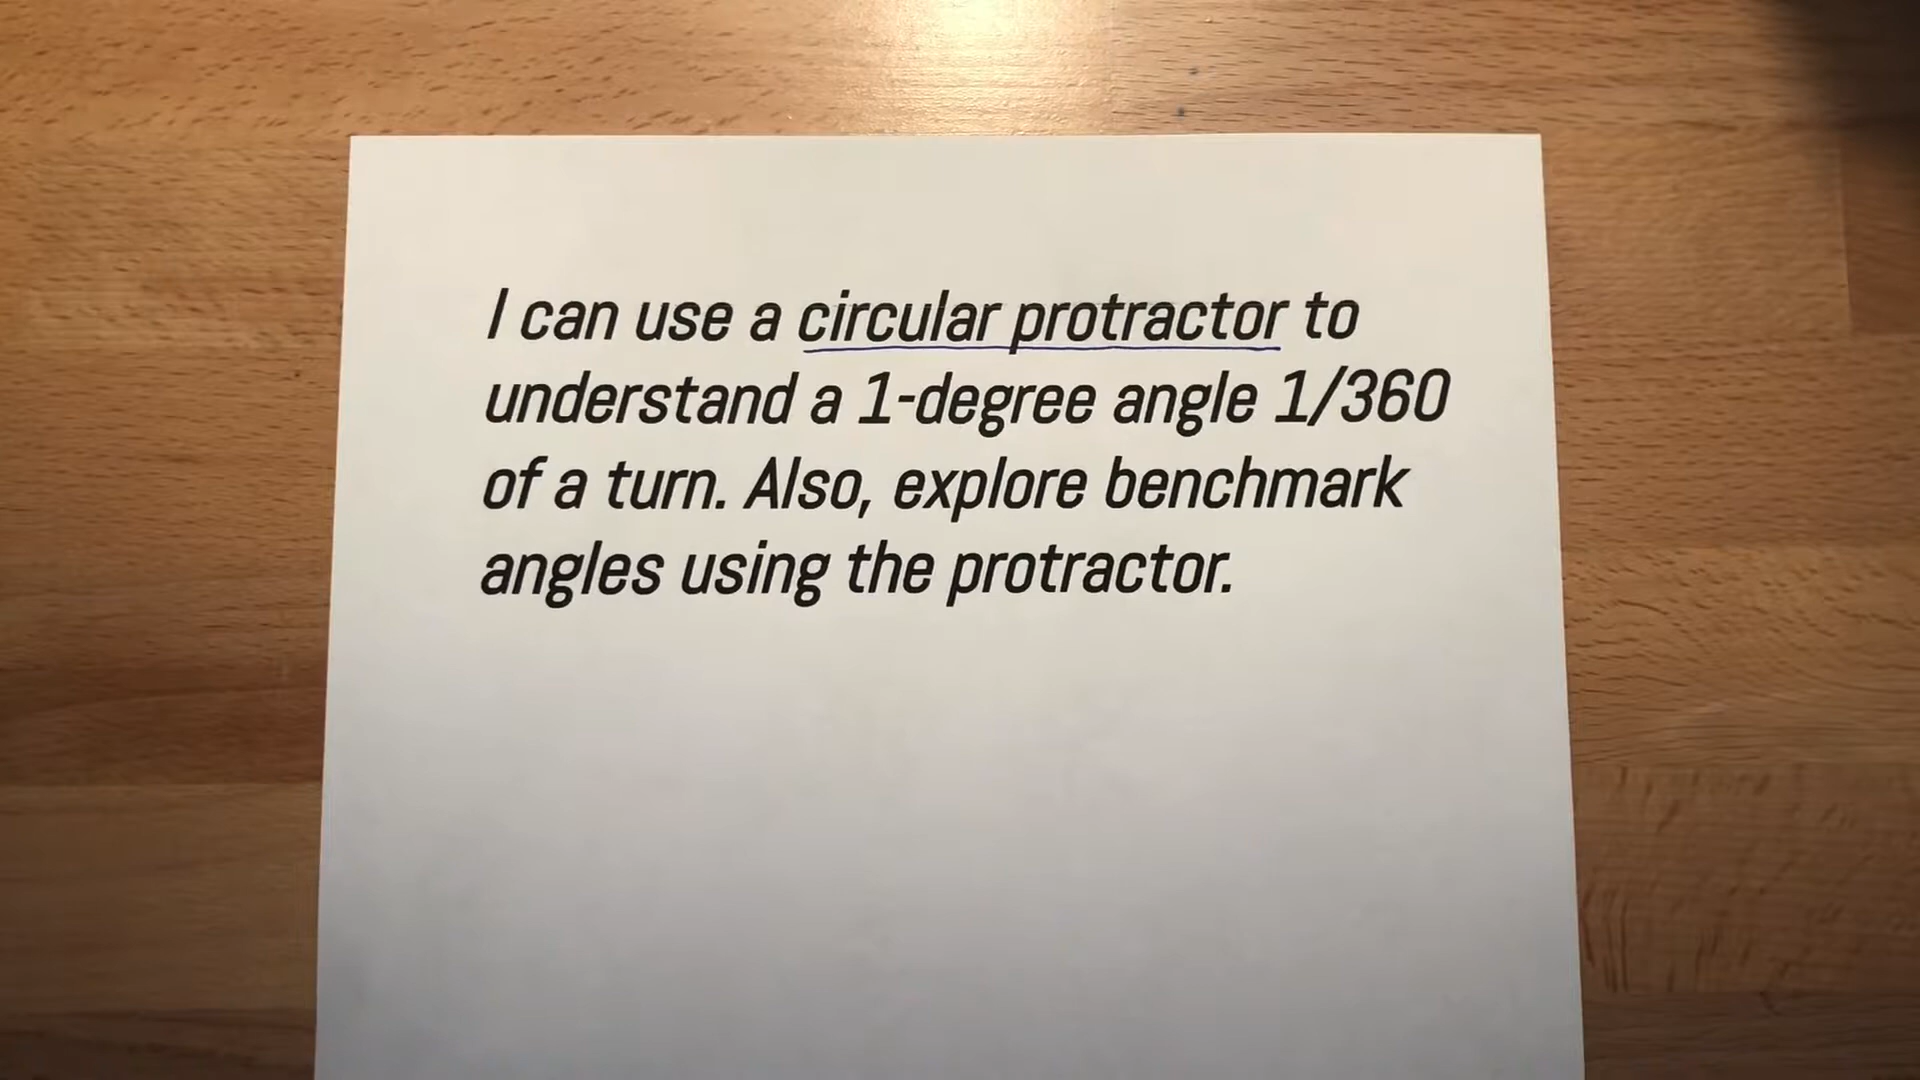 I can use a circular protractor to
understand a 1-degree angle 1/360
of a turn. Also, explore benchmark
angles using the protractor.